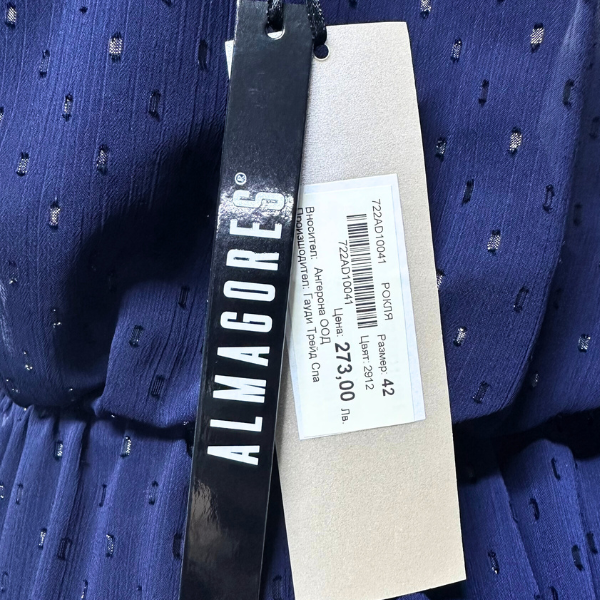 ALMAGORES®
722AD10041 РОКЛЯ Размер: 42
Цвят: 2912
722AD10041 Цена: 273,00 Лв.
Вносител: Ангерона ООД
Производител: Гауди Трейд Спа